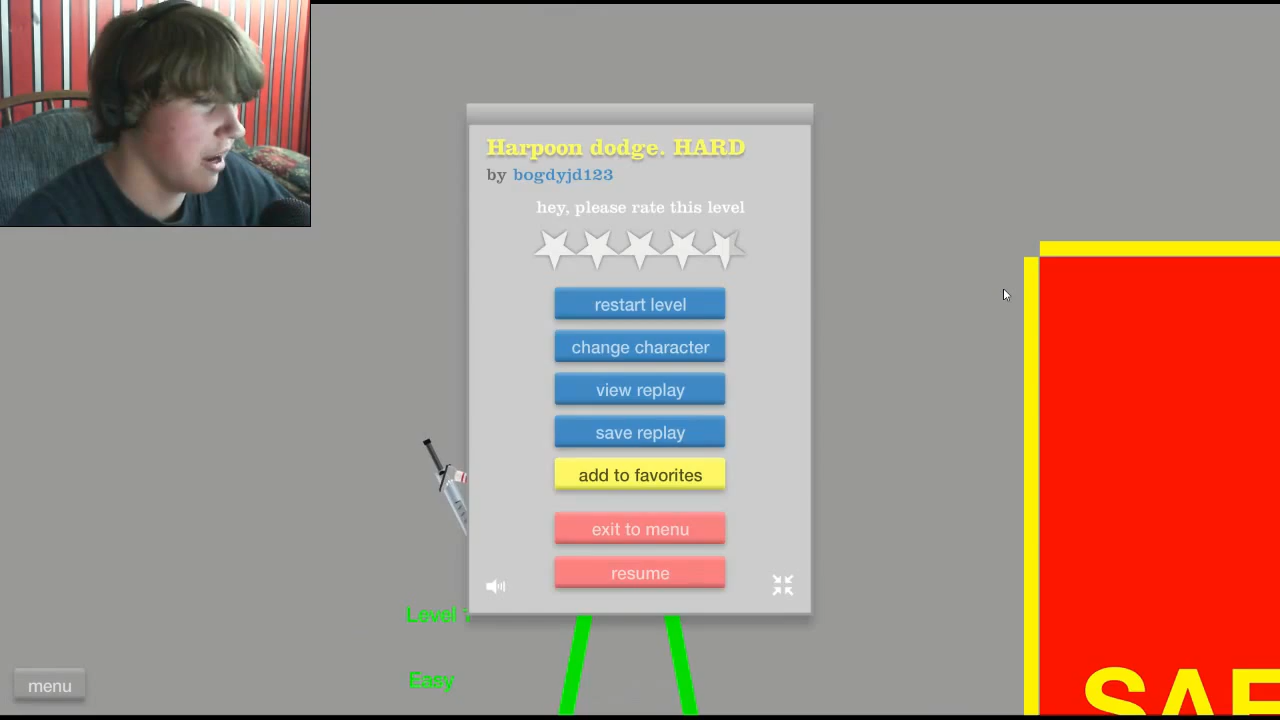 Harpoon dodge. HARD
by bogdyjd123
hey, please rate this level
restart level
change character
view replay
save replay
add to favorites
exit to menu
resume
Level
Easy
menu